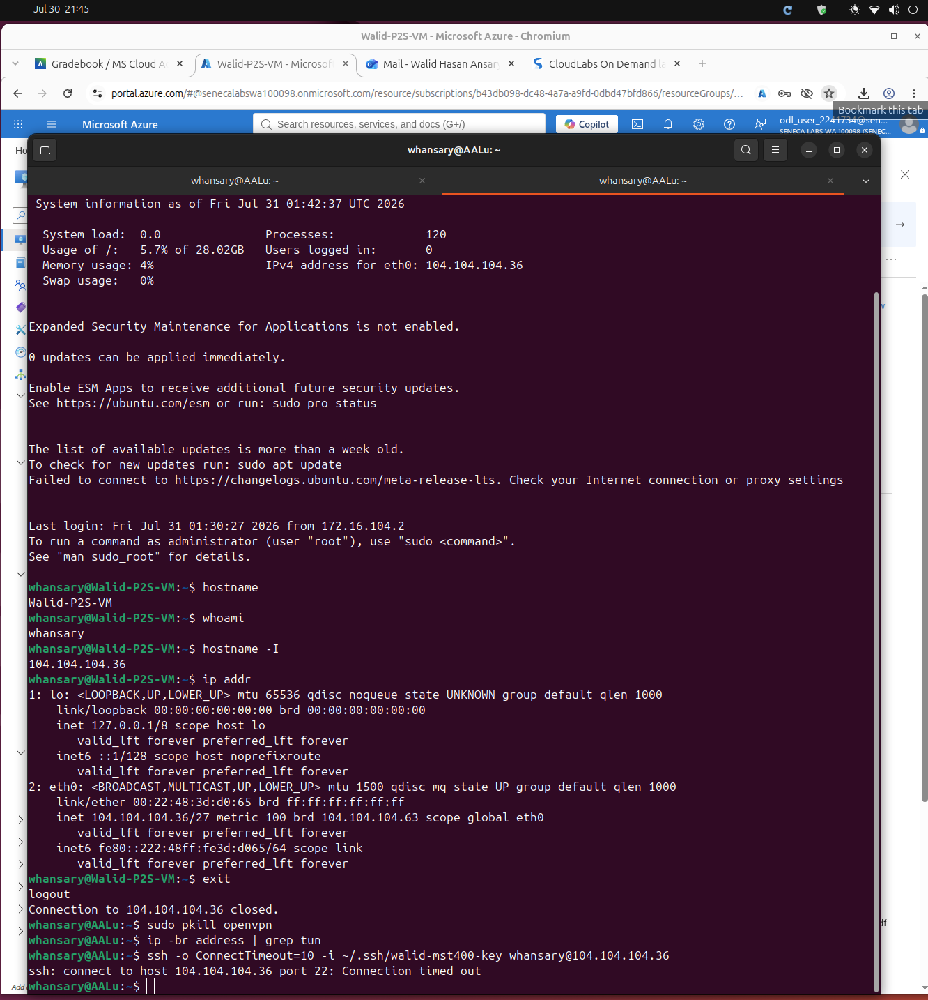 Jul 30  21:45
Walid-P2S-VM - Microsoft Azure - Chromium
Gradebook / MS Cloud A
Walid-P2S-VM - Microsof
Mail - Walid Hasan Ansary
CloudLabs On Demand la
portal.azure.com/#@senecalabswa100098.onmicrosoft.com/resource/subscriptions/b43db098-dc48-4a7a-a9fd-0dbd47bfd866/resourceGroups/…
Bookmark this tab
Microsoft Azure
Search resources, services, and docs (G+/)
Copilot
odl_user_2241734@sen...
SENECA LABS WA 100098 (SENEC...
Ho
whansary@AALu: ~
whansary@AALu: ~
whansary@AALu: ~
System information as of Fri Jul 31 01:42:37 UTC 2026
System load:  0.0               Processes:             120
Usage of /:   5.7% of 28.02GB   Users logged in:       0
Memory usage: 4%                IPv4 address for eth0: 104.104.104.36
Swap usage:   0%
Expanded Security Maintenance for Applications is not enabled.
0 updates can be applied immediately.
Enable ESM Apps to receive additional future security updates.
See https://ubuntu.com/esm or run: sudo pro status
The list of available updates is more than a week old.
To check for new updates run: sudo apt update
Failed to connect to https://changelogs.ubuntu.com/meta-release-lts. Check your Internet connection or proxy settings
Last login: Fri Jul 31 01:30:27 2026 from 172.16.104.2
To run a command as administrator (user "root"), use "sudo <command>".
See "man sudo_root" for details.
whansary@Walid-P2S-VM:~$ hostname
Walid-P2S-VM
whansary@Walid-P2S-VM:~$ whoami
whansary
whansary@Walid-P2S-VM:~$ hostname -I
104.104.104.36
whansary@Walid-P2S-VM:~$ ip addr
1: lo: <LOOPBACK,UP,LOWER_UP> mtu 65536 qdisc noqueue state UNKNOWN group default qlen 1000
link/loopback 00:00:00:00:00:00 brd 00:00:00:00:00:00
inet 127.0.0.1/8 scope host lo
valid_lft forever preferred_lft forever
inet6 ::1/128 scope host noprefixroute
valid_lft forever preferred_lft forever
2: eth0: <BROADCAST,MULTICAST,UP,LOWER_UP> mtu 1500 qdisc mq state UP group default qlen 1000
link/ether 00:22:48:3d:d0:65 brd ff:ff:ff:ff:ff:ff
inet 104.104.104.36/27 metric 100 brd 104.104.104.63 scope global eth0
valid_lft forever preferred_lft forever
inet6 fe80::222:48ff:fe3d:d065/64 scope link
valid_lft forever preferred_lft forever
whansary@Walid-P2S-VM:~$ exit
logout
Connection to 104.104.104.36 closed.
whansary@AALu:~$ sudo pkill openvpn
whansary@AALu:~$ ip -br address | grep tun
whansary@AALu:~$ ssh -o ConnectTimeout=10 -i ~/.ssh/walid-mst400-key whansary@104.104.104.36
ssh: connect to host 104.104.104.36 port 22: Connection timed out
Add
whansary@AALu:~$